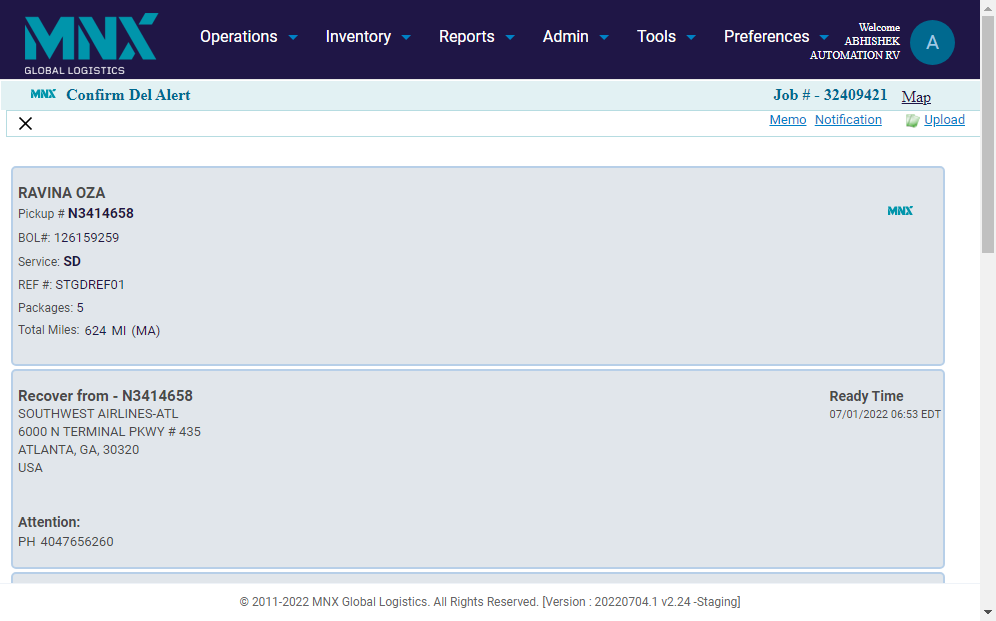 MNX
GLOBAL LOGISTICS
Operations Inventory Reports Admin Tools Preferences
Welcome
ABHISHEK
AUTOMATION RV
A
MNX Confirm Del Alert Job # - 32409421 Map
Memo Notification Upload
RAVINA OZA
Pickup # N3414658
MNX
BOL#: 126159259
Service: SD
REF #: STGDREF01
Packages: 5
Total Miles: 624 MI (MA)
Recover from - N3414658 Ready Time
SOUTHWEST AIRLINES-ATL 07/01/2022 06:53 EDT
6000 N TERMINAL PKWY # 435
ATLANTA, GA, 30320
USA
Attention:
PH 4047656260
© 2011-2022 MNX Global Logistics. All Rights Reserved. [Version : 20220704.1 v2.24 -Staging]